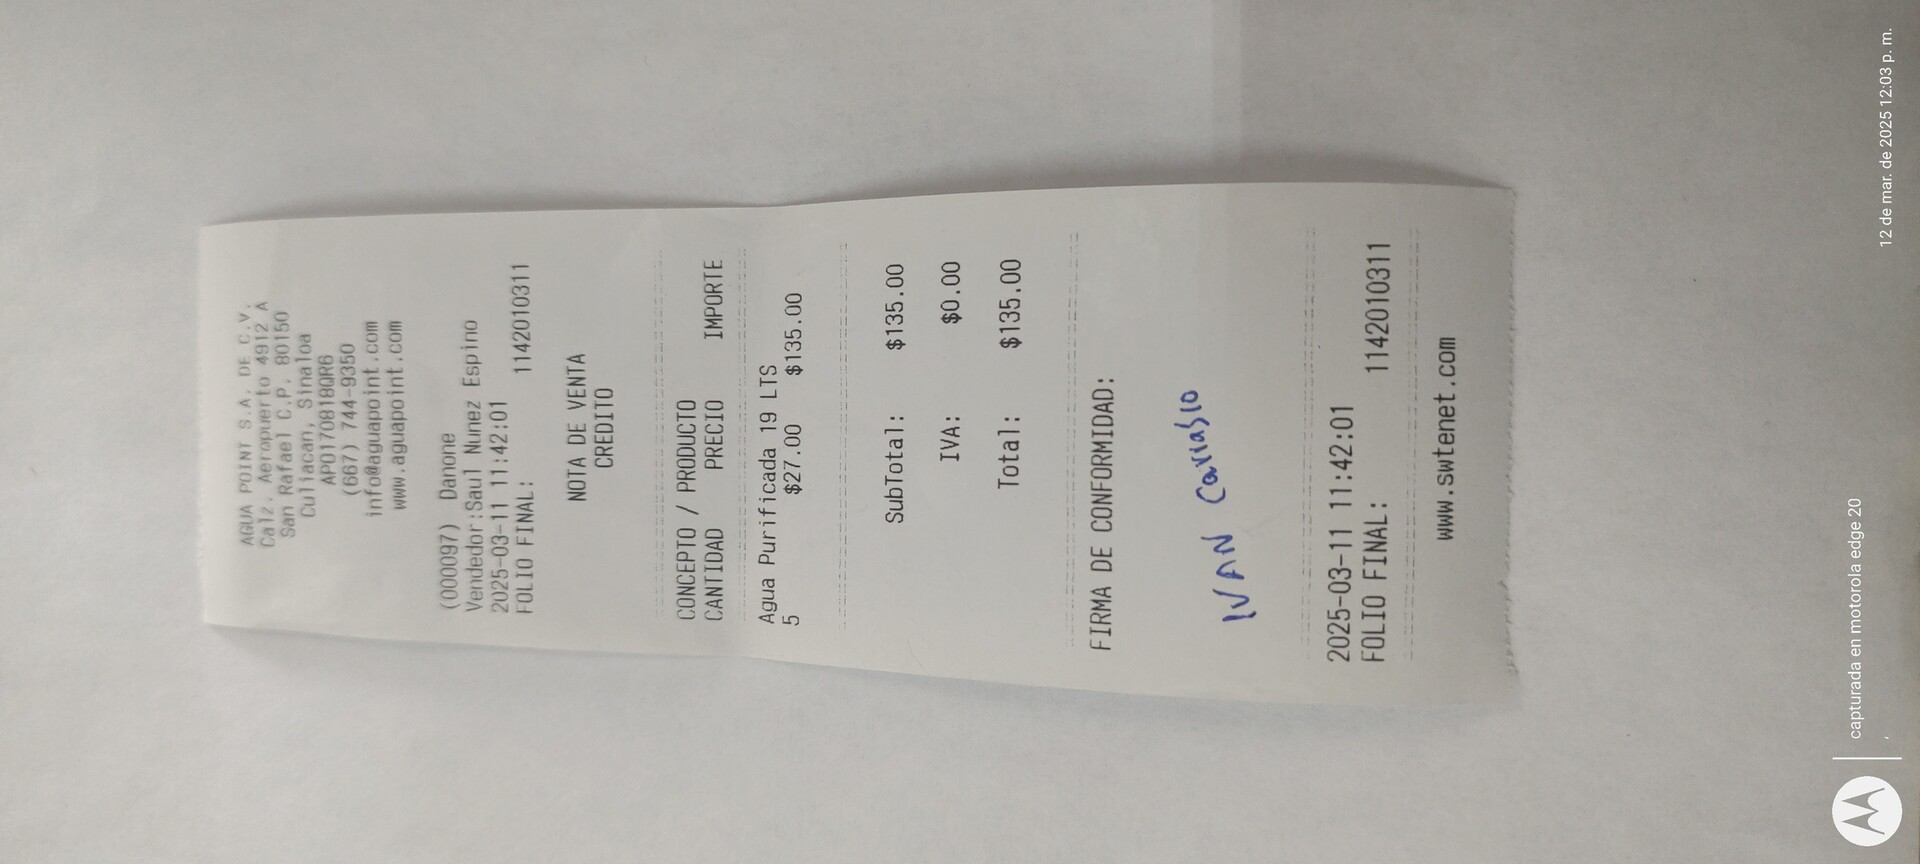 AGUA POINT S.A. DE C.V.
Calz. Aeropuerto 4912 A
San Rafael C.P. 80150
Culiacan, Sinaloa
APO170818QR6
(667) 744-9350
info@aguapoint.com
www.aguapoint.com
(000097) Danone
Vendedor:Saul Nunez Espino
2025-03-11 11:42:01
FOLIO FINAL: 1142010311
NOTA DE VENTA
CREDITO
CONCEPTO / PRODUCTO
CANTIDAD PRECIO IMPORTE
Agua Purificada 19 LTS
5 $27.00 $135.00
SubTotal: $135.00
IVA: $0.00
Total: $135.00
FIRMA DE CONFORMIDAD:
IVAN Carrasco
2025-03-11 11:42:01
FOLIO FINAL: 1142010311
www.swtenet.com
capturada en motorola edge 20
12 de mar. de 2025 12:03 p. m.